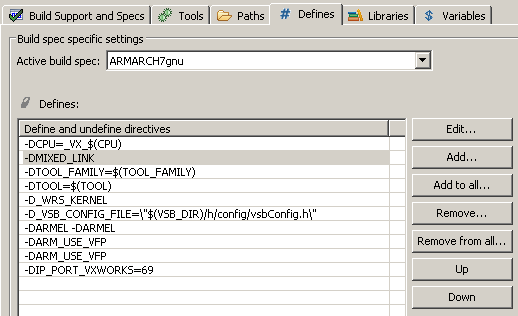 Build Support and Specs Tools Paths # Defines Libraries $ Variables
Build spec specific settings
Active build spec: ARMARCH7gnu
Defines:
Define and undefine directives
Edit...
-DCPU=_VX_$(CPU)
-DMIXED_LINK
Add...
-DTOOL_FAMILY=$(TOOL_FAMILY)
-DTOOL=$(TOOL)
Add to all...
-D_WRS_KERNEL
-D_VSB_CONFIG_FILE=\"$(VSB_DIR)/h/config/vsbConfig.h\"
Remove...
-DARMEL -DARMEL
-DARM_USE_VFP
Remove from all...
-DARM_USE_VFP
-DIP_PORT_VXWORKS=69
Up
Down